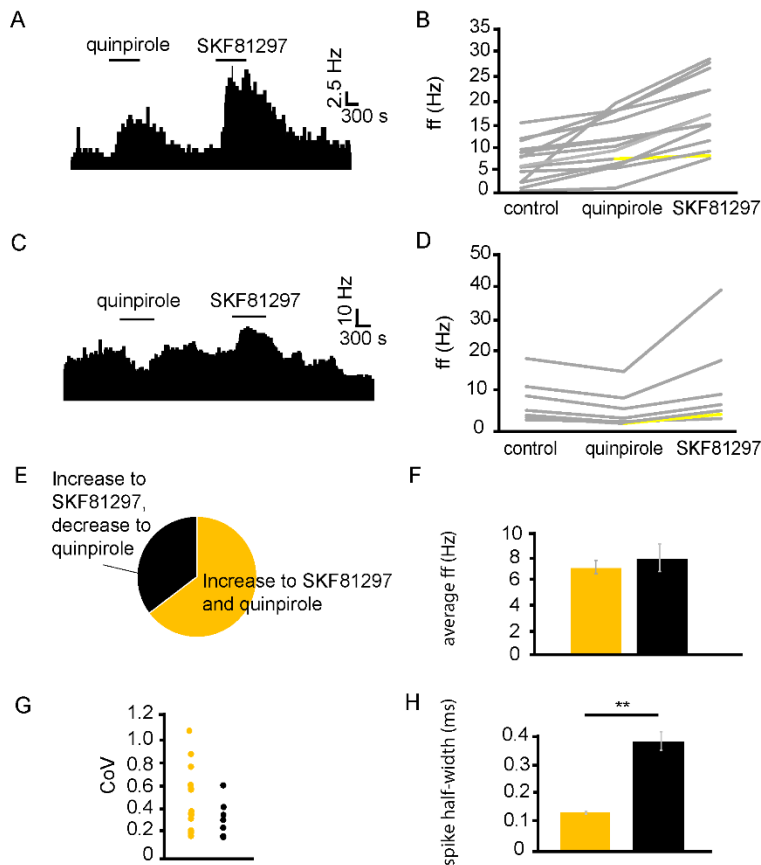 A
quinpirole
SKF81297
2.5 Hz
300 s
B
ff (Hz)
35
30
25
20
15
10
5
0
control
quinpirole
SKF81297
C
quinpirole
SKF81297
10 Hz
300 s
D
ff (Hz)
50
30
20
10
0
control
quinpirole
SKF81297
E
Increase to
SKF81297,
decrease to
quinpirole
Increase to SKF81297
and quinpirole
F
average ff (Hz)
10
8
6
4
2
0
G
CoV
1.2
1.0
0.8
0.6
0.4
0.2
0
H
spike half-width (ms)
0.4
0.3
0.2
0.1
0
**